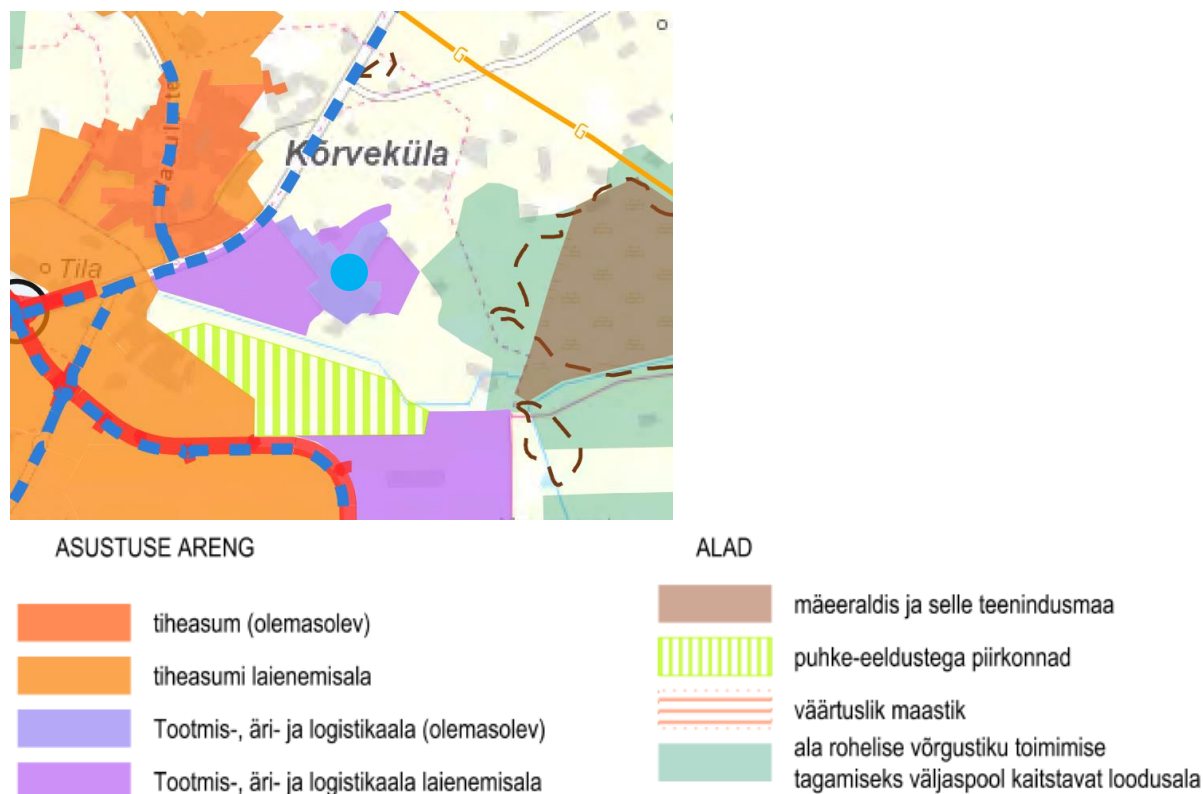 G
G
Kõrveküla
Tila
ASUSTUSE ARENG
tiheasum (olemasolev)
tiheasumi laienemisala
Tootmis-, äri- ja logistikaala (olemasolev)
Tootmis-, äri- ja logistikaala laienemisala
ALAD
mäeeraldis ja selle teenindusmaa
puhke-eeldustega piirkonnad
väärtuslik maastik
ala rohelise võrgustiku toimimise
tagamiseks väljaspool kaitstavat loodusala